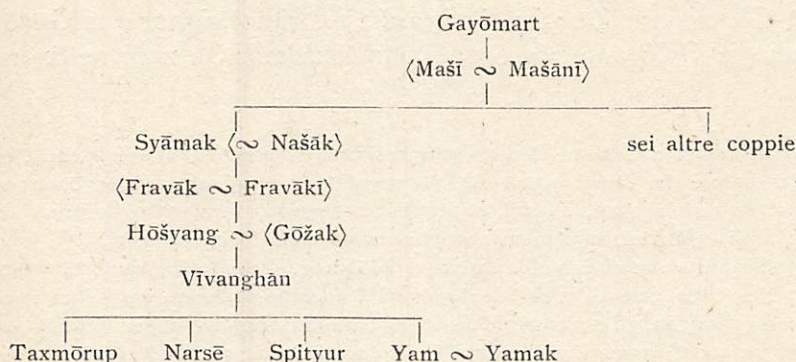 Gayōmart
⟨Mašī ∾ Mašānī⟩
Syāmak ⟨∾ Našāk⟩ sei altre coppie
⟨Fravāk ∾ Fravākī⟩
Hōšyang ∾ ⟨Gōžak⟩
Vīvanghān
Taxmōrup Narsē Spityur Yam ∾ Yamak